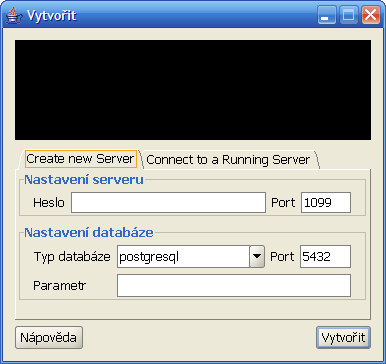 Vytvořit
Create new Server Connect to a Running Server
Nastavení serveru
Heslo Port 1099
Nastavení databáze
Typ databáze postgresql Port 5432
Parametr
Nápověda Vytvořit